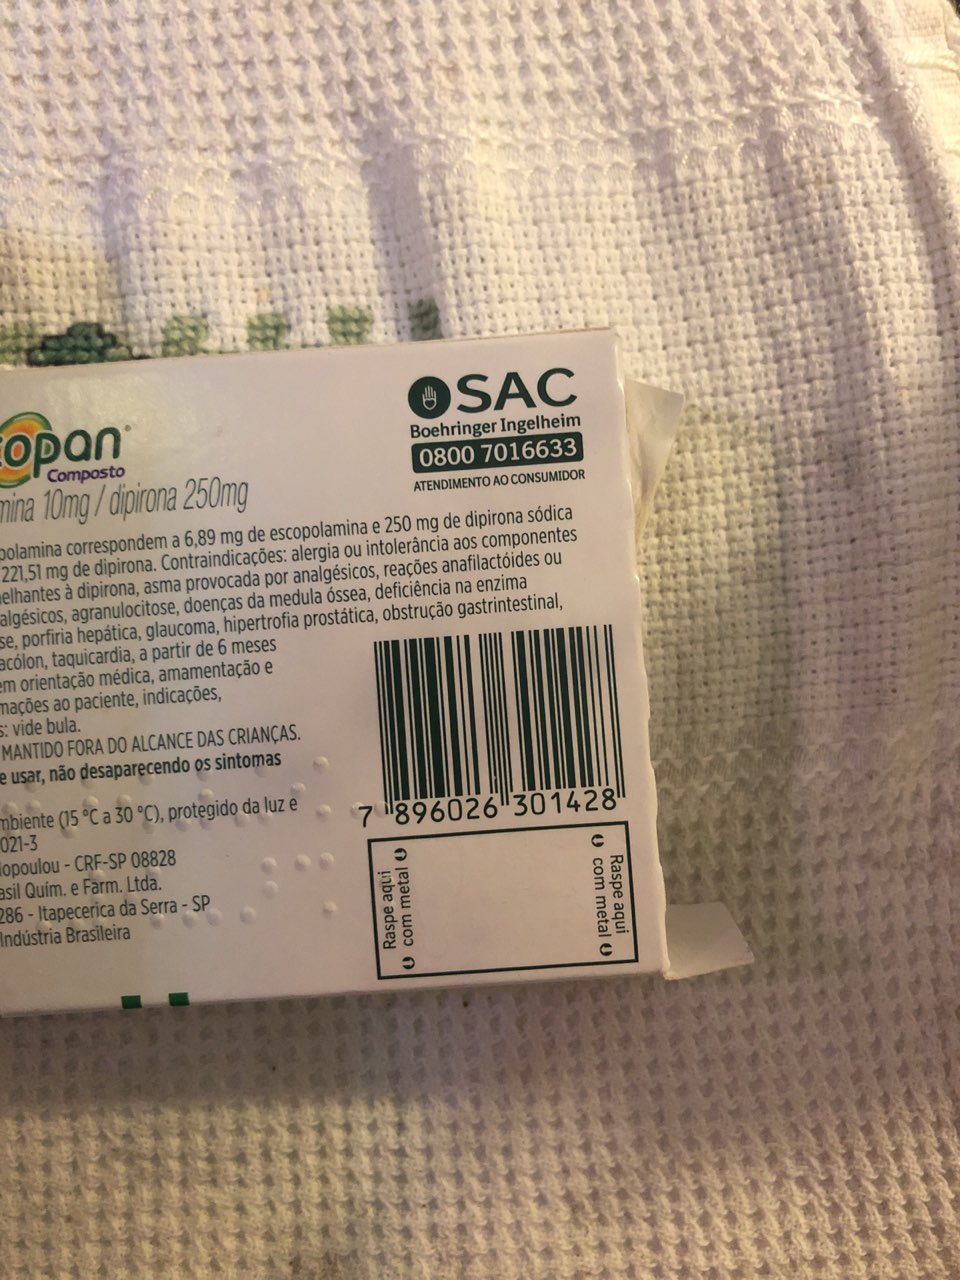 SAC
Boehringer Ingelheim
0800 7016633
ATENDIMENTO AO CONSUMIDOR
opan®
Composto
mina 10mg / dipirona 250mg
polamina correspondem a 6,89 mg de escopolamina e 250 mg de dipirona sódica
221,51 mg de dipirona. Contraindicações: alergia ou intolerância aos componentes
elhantes à dipirona, asma provocada por analgésicos, reações anafilactóides ou
algésicos, agranulocitose, doenças da medula óssea, deficiência na enzima
se, porfiria hepática, glaucoma, hipertrofia prostática, obstrução gastrintestinal,
acólon, taquicardia, a partir de 6 meses
em orientação médica, amamentação e
mações ao paciente, indicações,
s: vide bula.
MANTIDO FORA DO ALCANCE DAS CRIANÇAS.
e usar, não desaparecendo os sintomas
mbiente (15 °C a 30 °C), protegido da luz e
021-3
lopoulou - CRF-SP 08828
asil Quím. e Farm. Ltda.
286 - Itapecerica da Serra - SP
Indústria Brasileira
7 896026 301428
Raspe aqui
com metal
Raspe aqui
com metal